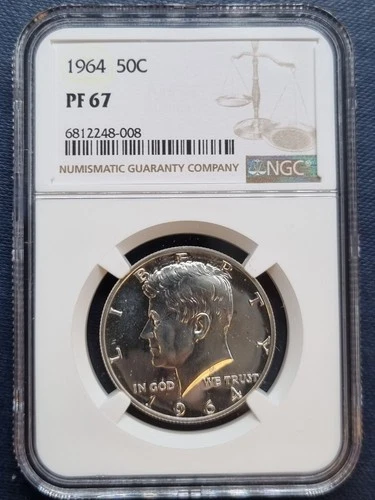 1964 50C
PF 67
6812248-008
NUMISMATIC GUARANTY COMPANY
NGC
LIBERTY
IN GOD WE TRUST
1964